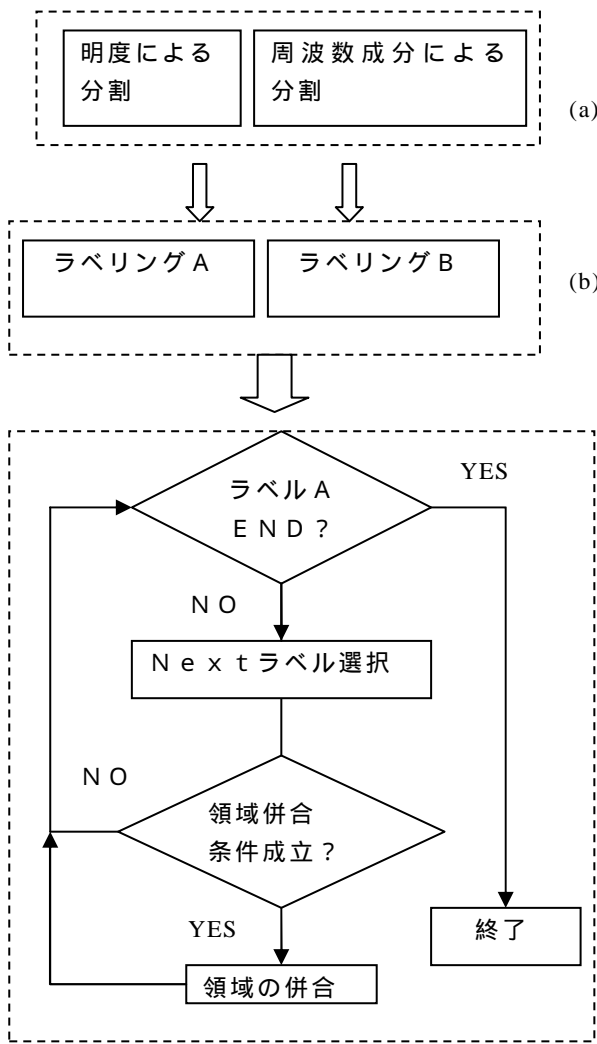 明度による
分割
周波数成分による
分割
(a)
ラベリングA
ラベリングB
(b)
ラベルA
END?
YES
NO
Nextラベル選択
NO
領域併合
条件成立?
YES
終了
領域の併合